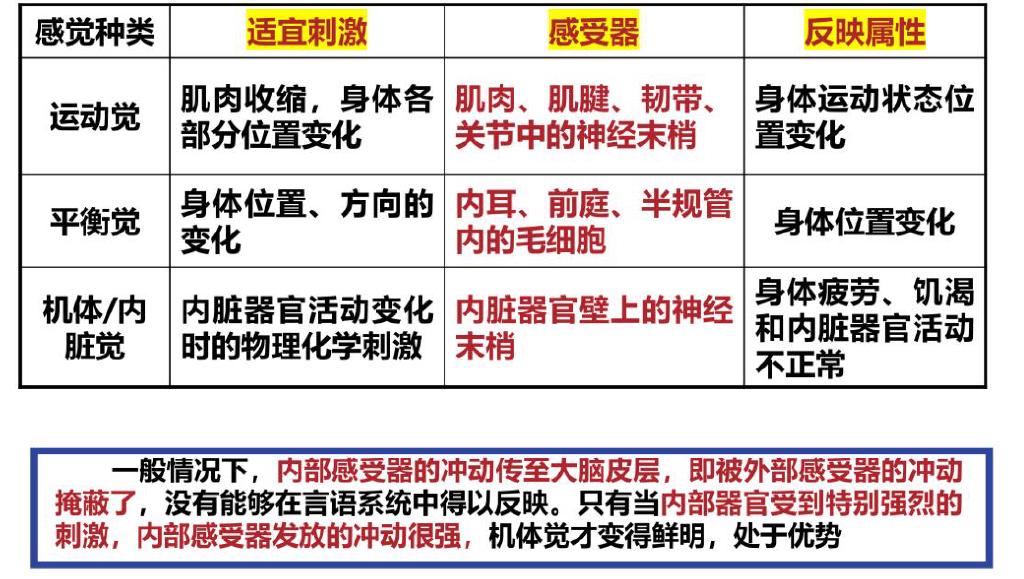 感觉种类 适宜刺激 感受器 反映属性
运动觉
肌肉收缩，身体各
部分位置变化
肌肉、肌腱、韧带、
关节中的神经末梢
身体运动状态位
置变化
平衡觉
身体位置、方向的
变化
内耳、前庭、半规管
内的毛细胞
身体位置变化
机体/内
脏觉
内脏器官活动变化
时的物理化学刺激
内脏器官壁上的神经
末梢
身体疲劳、饥渴
和内脏器官活动
不正常
一般情况下，内部感受器的冲动传至大脑皮层，即被外部感受器的冲动
掩蔽了，没有能够在言语系统中得以反映。只有当内部器官受到特别强烈的
刺激，内部感受器发放的冲动很强，机体觉才变得鲜明，处于优势